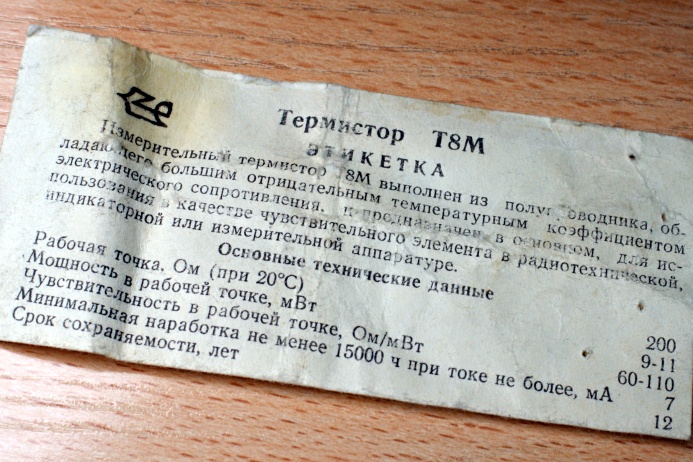 Термистор Т8М
ЭТИКЕТКА
Измерительный термистор Т8М выполнен из полупроводника, об-
ладающего большим отрицательным температурным коэффициентом
электрического сопротивления, и предназначен, в основном, для ис-
пользования в качестве чувствительного элемента в радиотехнической,
индикаторной или измерительной аппаратуре.
Основные технические данные
Рабочая точка, Ом (при 20°С) 200
Мощность в рабочей точке, мВт 9-11
Чувствительность в рабочей точке, Ом/мВт 60-110
Минимальная наработка не менее 15000 ч при токе не более, мА 7
Срок сохраняемости, лет 12